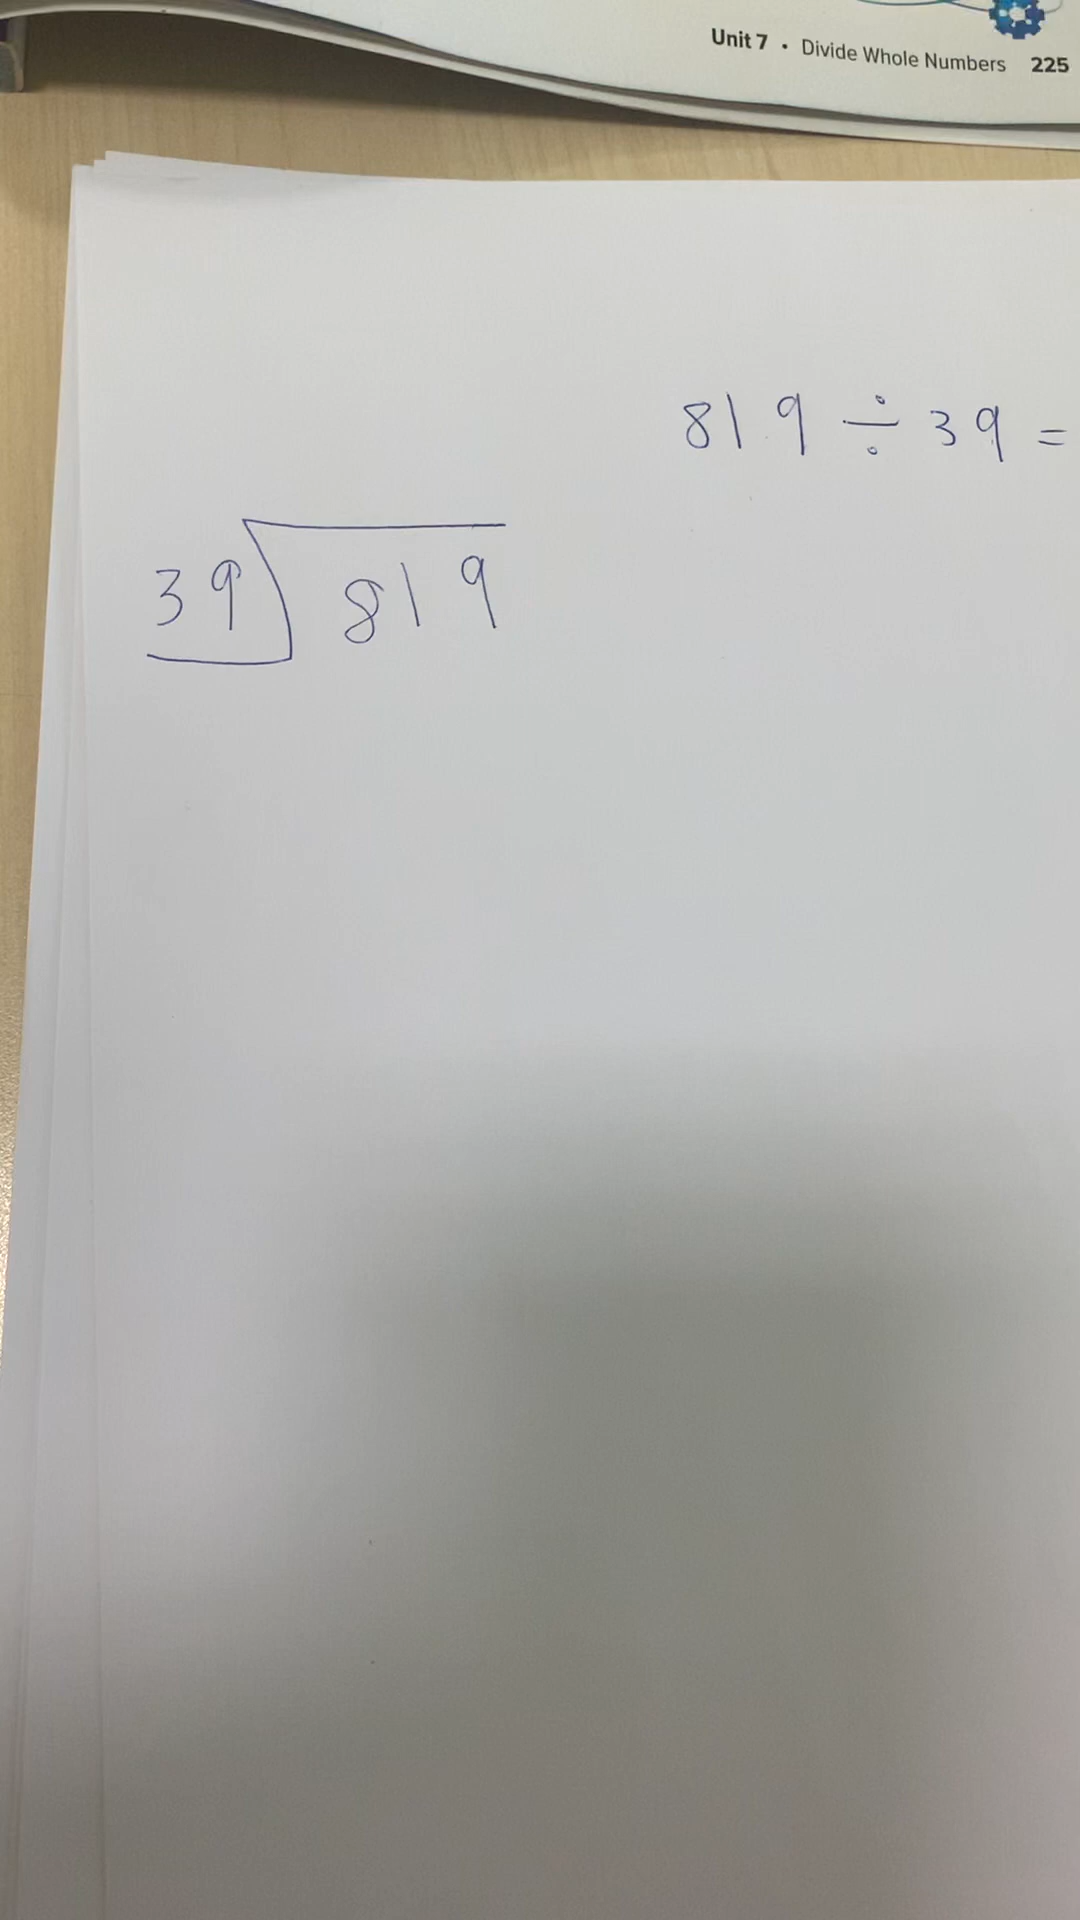 Unit 7 • Divide Whole Numbers 225
819 ÷ 39 =
39 819